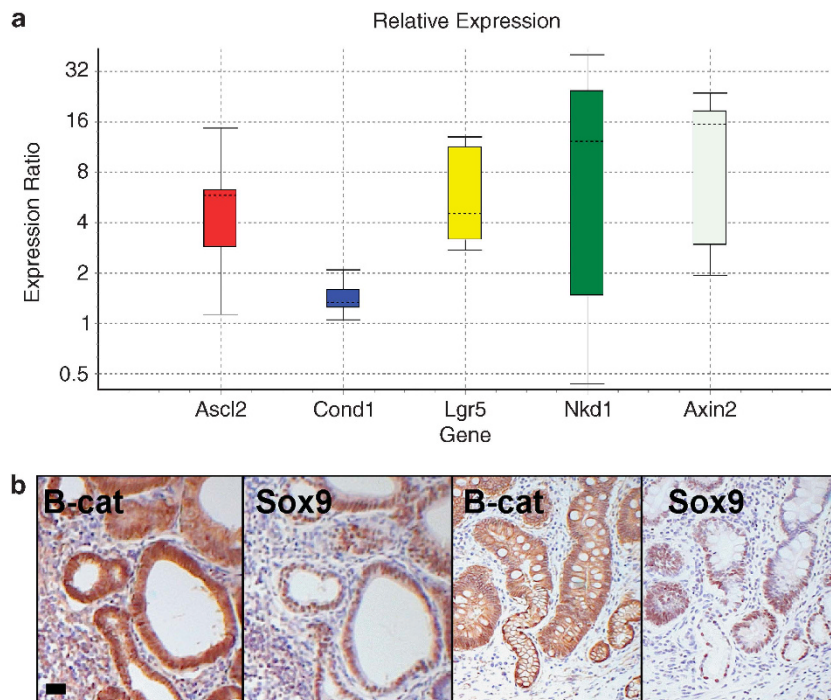 a
Relative Expression
Expression Ratio
32
16
8
4
2
1
0.5
Ascl2 Cond1 Lgr5 Nkd1 Axin2
Gene
b
B-cat Sox9 B-cat Sox9